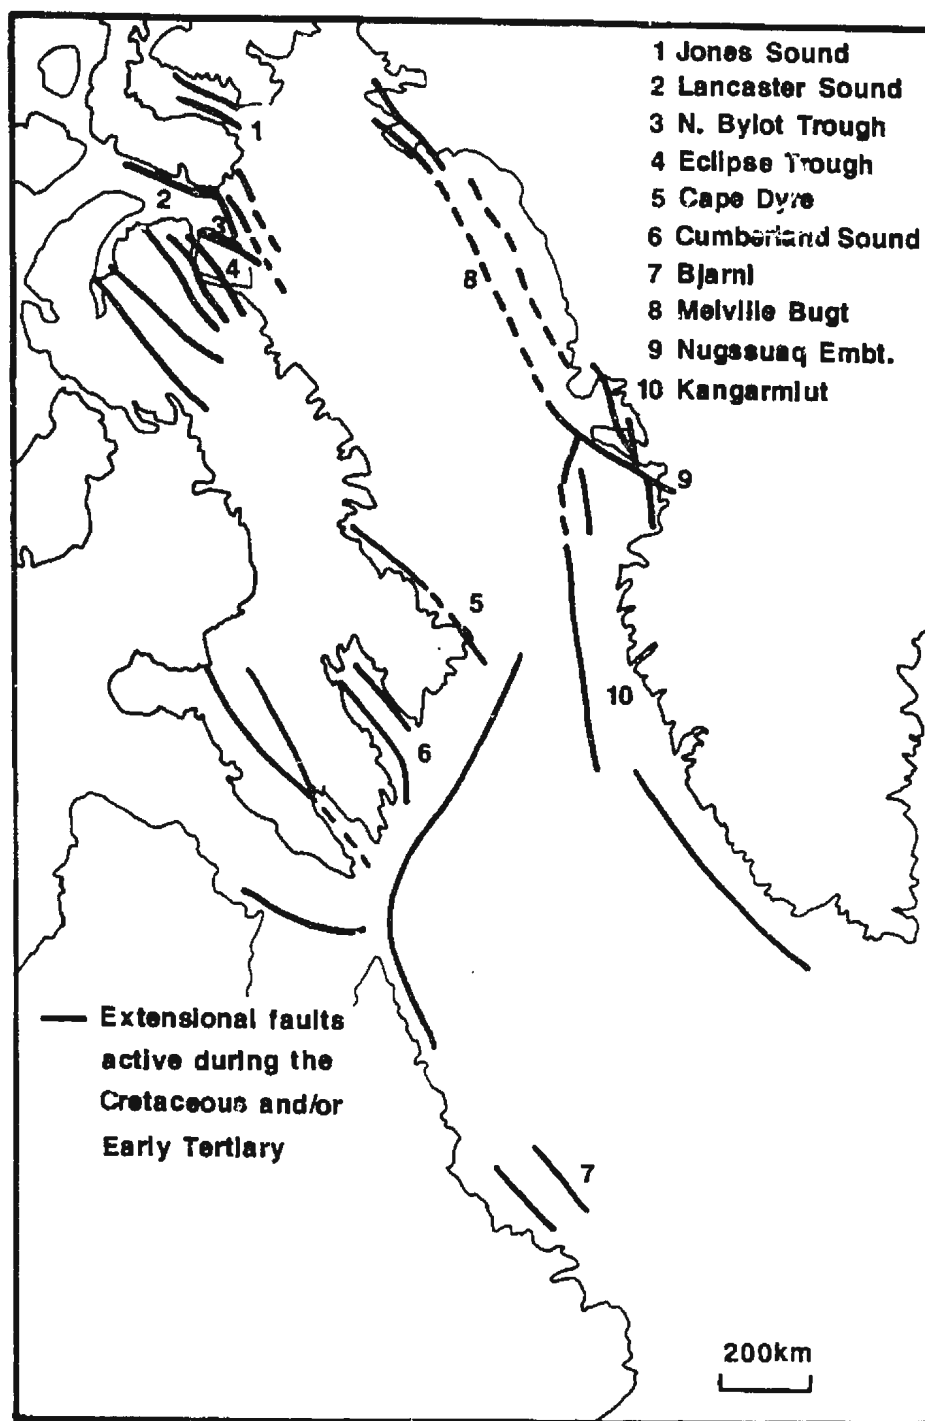 1 Jones Sound
2 Lancaster Sound
3 N. Bylot Trough
4 Eclipse Trough
5 Cape Dyre
6 Cumberland Sound
7 Bjarni
8 Melville Bugt
9 Nugssuaq Embt.
10 Kangarmiut
1
2
3
4
8
9
5
10
6
Extensional faults
active during the
Cretaceous and/or
Early Tertiary
7
200km